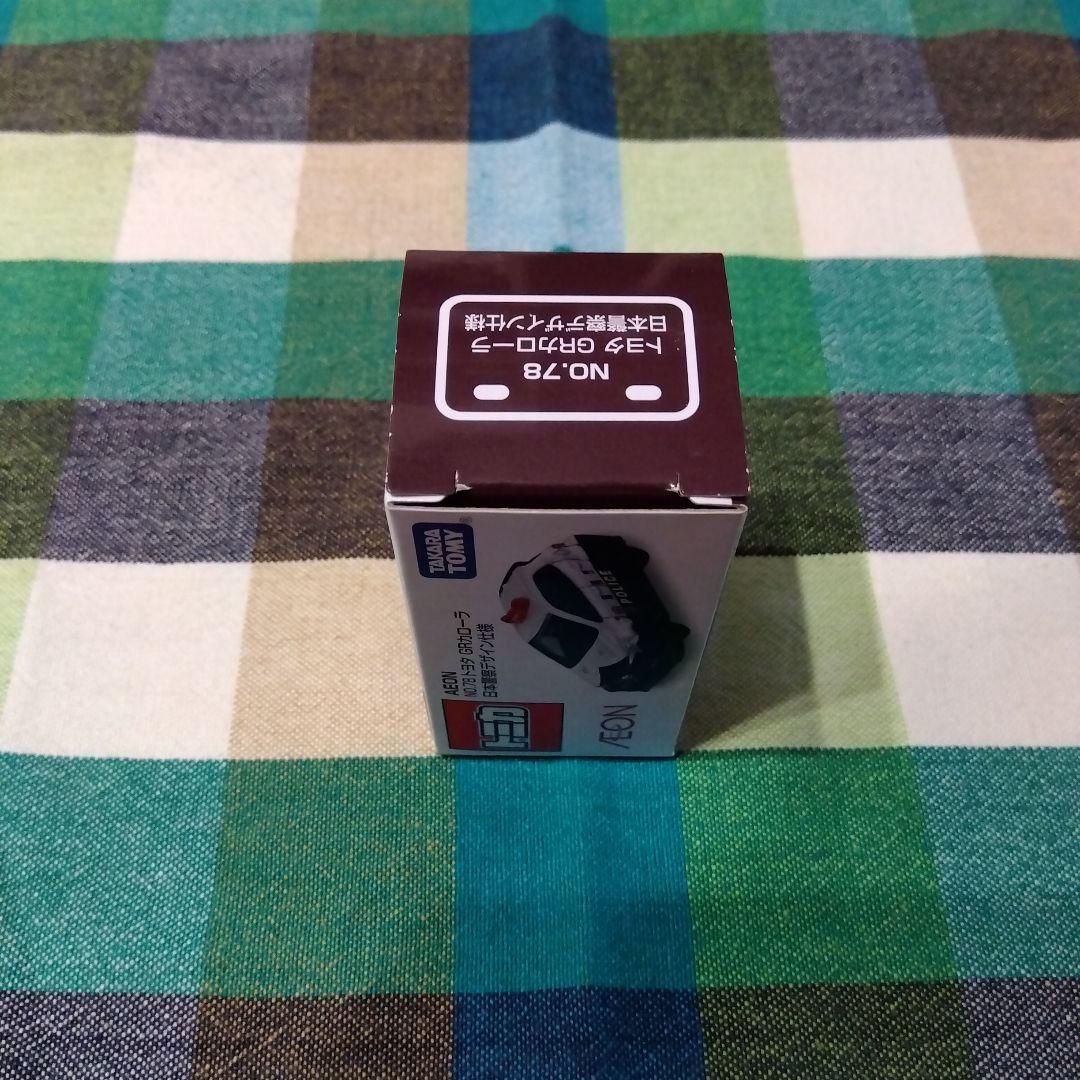 NO.78
トヨタ GRカローラ
日本警察デザイン仕様
TAKARA
TOMY
®
AEON
NO.78 トヨタ GRカローラ
日本警察デザイン仕様
トミカ
ÆON
POLICE